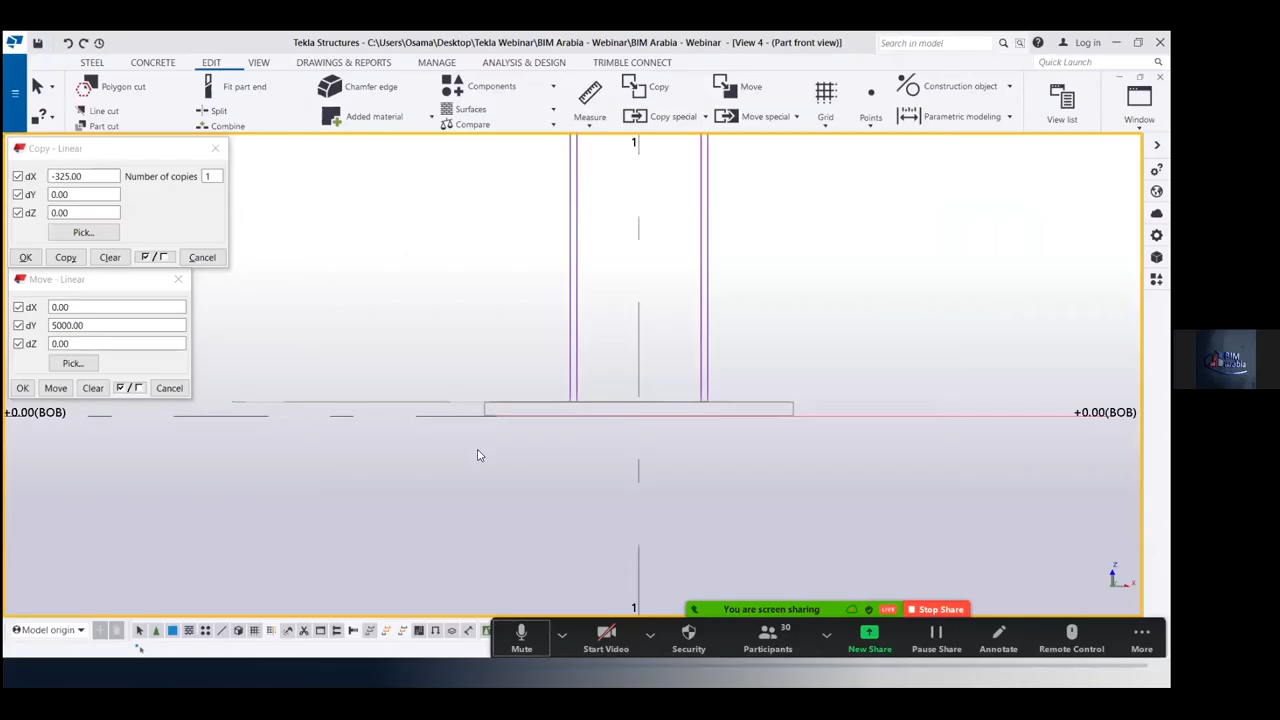 Tekla Structures - C:\Users\Osama\Desktop\Tekla Webinar\BIM Arabia - Webinar\BIM Arabia - Webinar - [View 4 - (Part front view)]
Search in model
Log in
STEEL CONCRETE EDIT VIEW DRAWINGS & REPORTS MANAGE ANALYSIS & DESIGN TRIMBLE CONNECT
Quick Launch
Polygon cut Fit part end Chamfer edge Components Copy Move Construction object
Line cut Split Added material Surfaces Measure Copy special Move special Grid Points Parametric modeling View list Window
Part cut Combine Compare
Copy - Linear
dX -325.00 Number of copies 1
dY 0.00
dZ 0.00
Pick...
OK Copy Clear Cancel
Move - Linear
dX 0.00
dY 5000.00
dZ 0.00
Pick...
OK Move Clear Cancel
1
+0.00(BOB)
+0.00(BOB)
1
z
x
BIM
arabia
You are screen sharing LIVE Stop Share
Model origin
30
Mute Start Video Security Participants New Share Pause Share Annotate Remote Control More